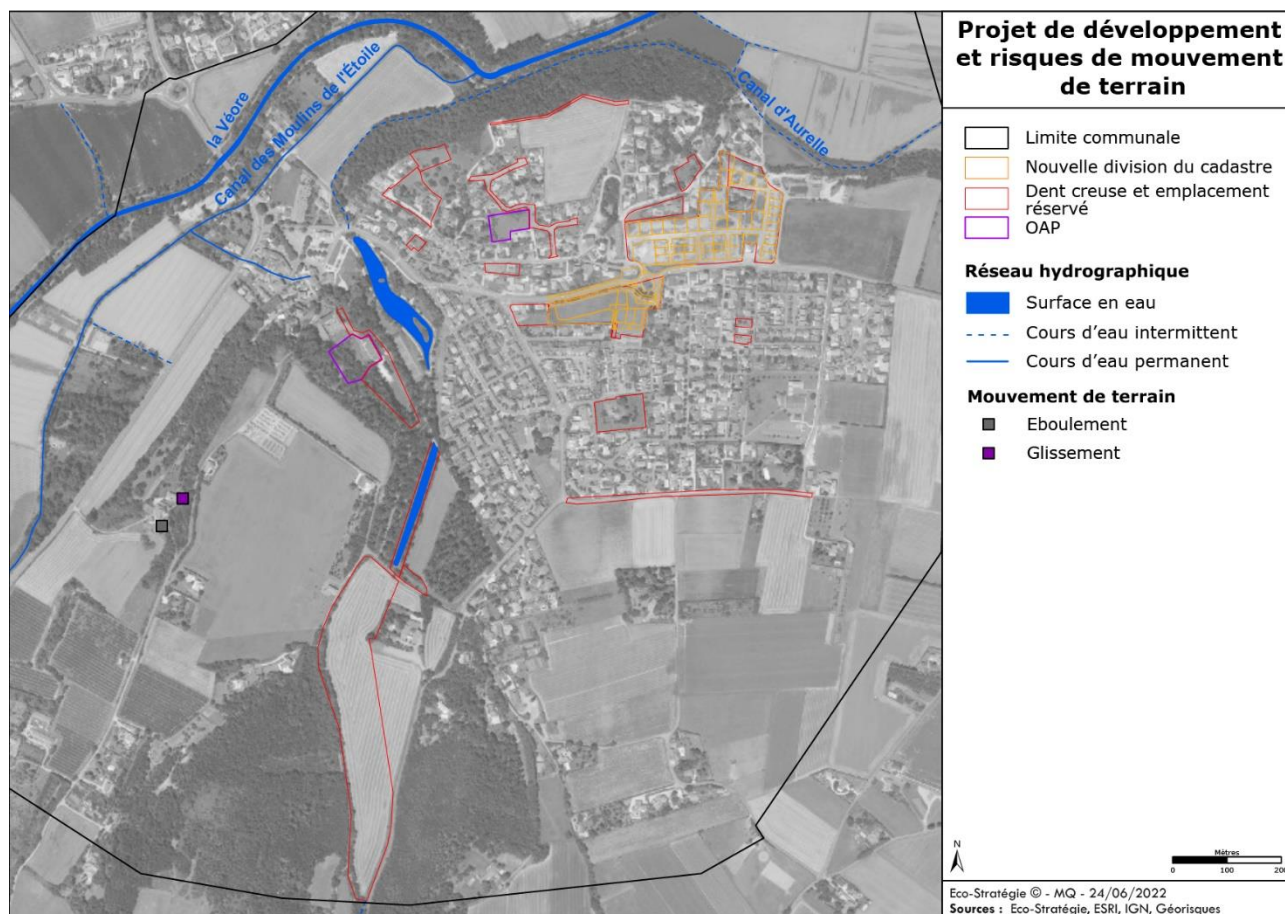 Projet de développement
et risques de mouvement
de terrain
Limite communale
Nouvelle division du cadastre
Dent creuse et emplacement
réservé
OAP
Réseau hydrographique
Surface en eau
Cours d'eau intermittent
Cours d'eau permanent
Mouvement de terrain
Eboulement
Glissement
la Véore
Canal des Moulins de l'Étoile
Canal d'Aurelle
N
Mètres
0 100 200
Eco-Stratégie © - MQ - 24/06/2022
Sources : Eco-Stratégie, ESRI, IGN, Géorisques